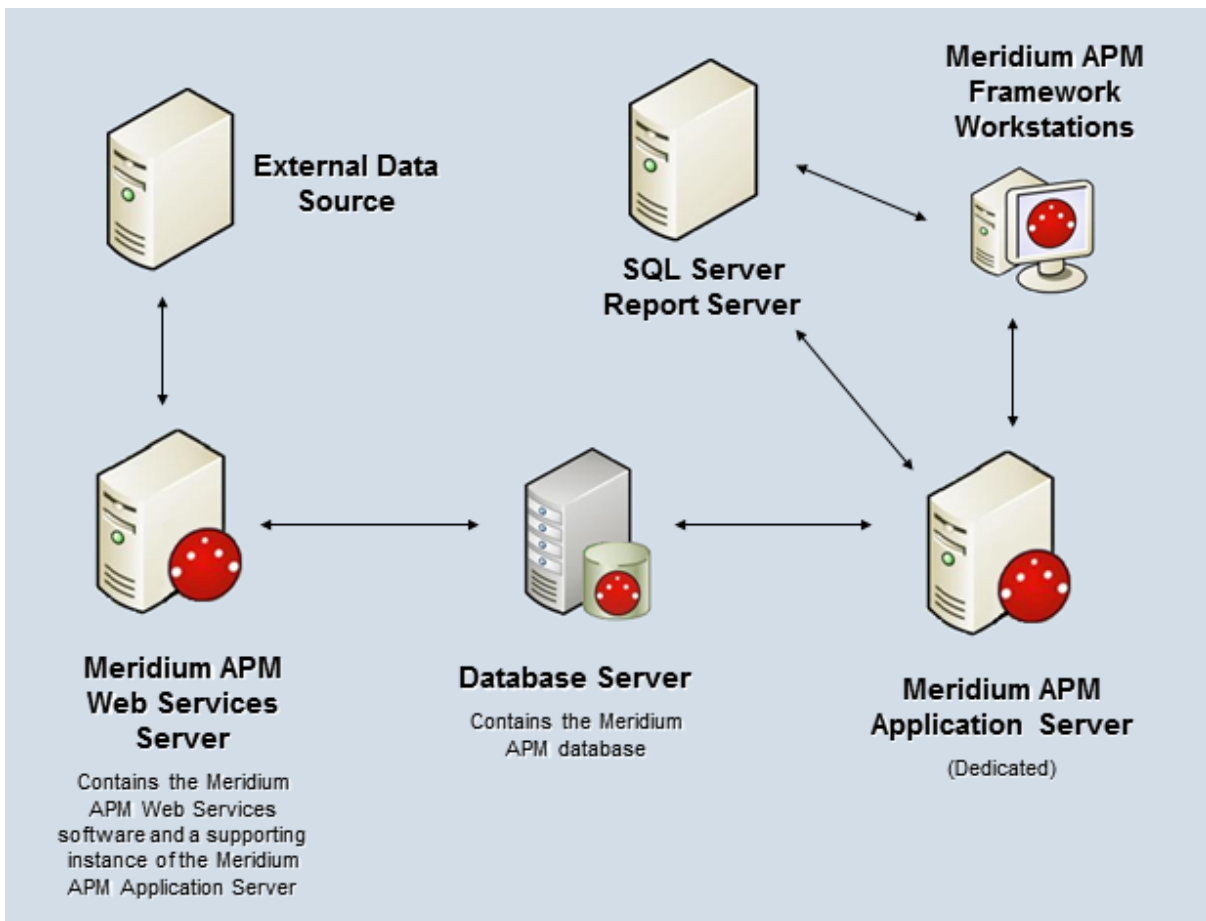 Meridium APM
Framework
Workstations
External Data
Source
SQL Server
Report Server
Meridium APM
Web Services
Server
Contains the Meridium
APM Web Services
software and a supporting
instance of the Meridium
APM Application Server
Database Server
Contains the Meridium
APM database
Meridium APM
Application Server
(Dedicated)